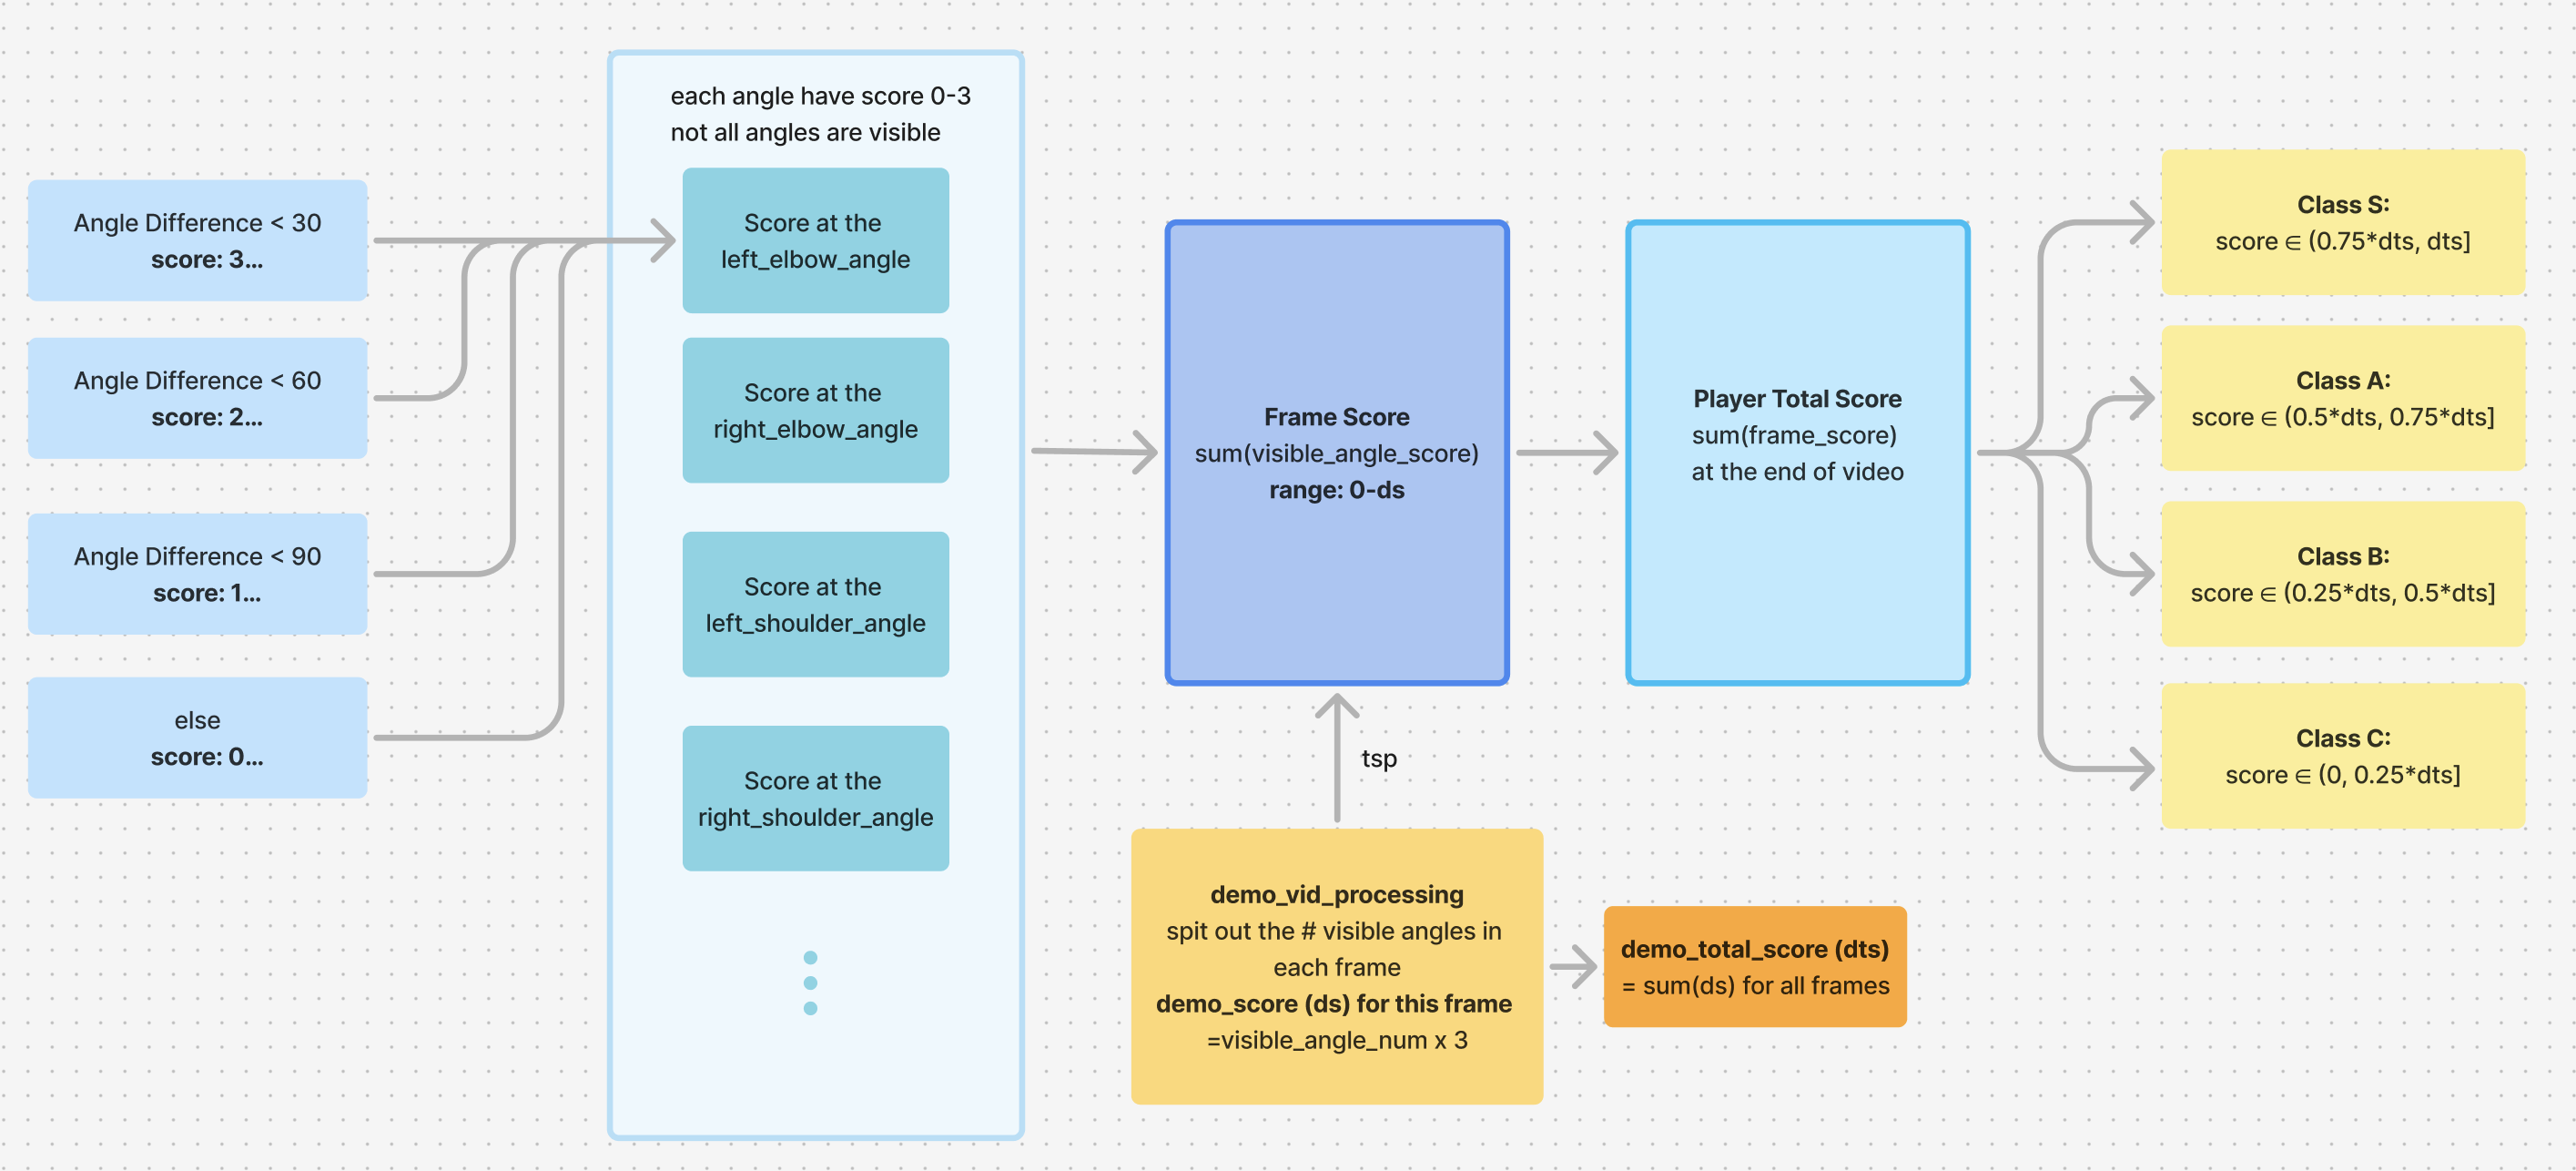 Angle Difference < 30
score: 3...
Angle Difference < 60
score: 2...
Angle Difference < 90
score: 1...
else
score: 0...
each angle have score 0-3
not all angles are visible
Score at the
left_elbow_angle
Score at the
right_elbow_angle
Score at the
left_shoulder_angle
Score at the
right_shoulder_angle
Frame Score
sum(visible_angle_score)
range: 0-ds
tsp
demo_vid_processing
spit out the # visible angles in
each frame
demo_score (ds) for this frame
=visible_angle_num x 3
demo_total_score (dts)
= sum(ds) for all frames
Player Total Score
sum(frame_score)
at the end of video
Class S:
score ∈ (0.75*dts, dts]
Class A:
score ∈ (0.5*dts, 0.75*dts]
Class B:
score ∈ (0.25*dts, 0.5*dts]
Class C:
score ∈ (0, 0.25*dts]